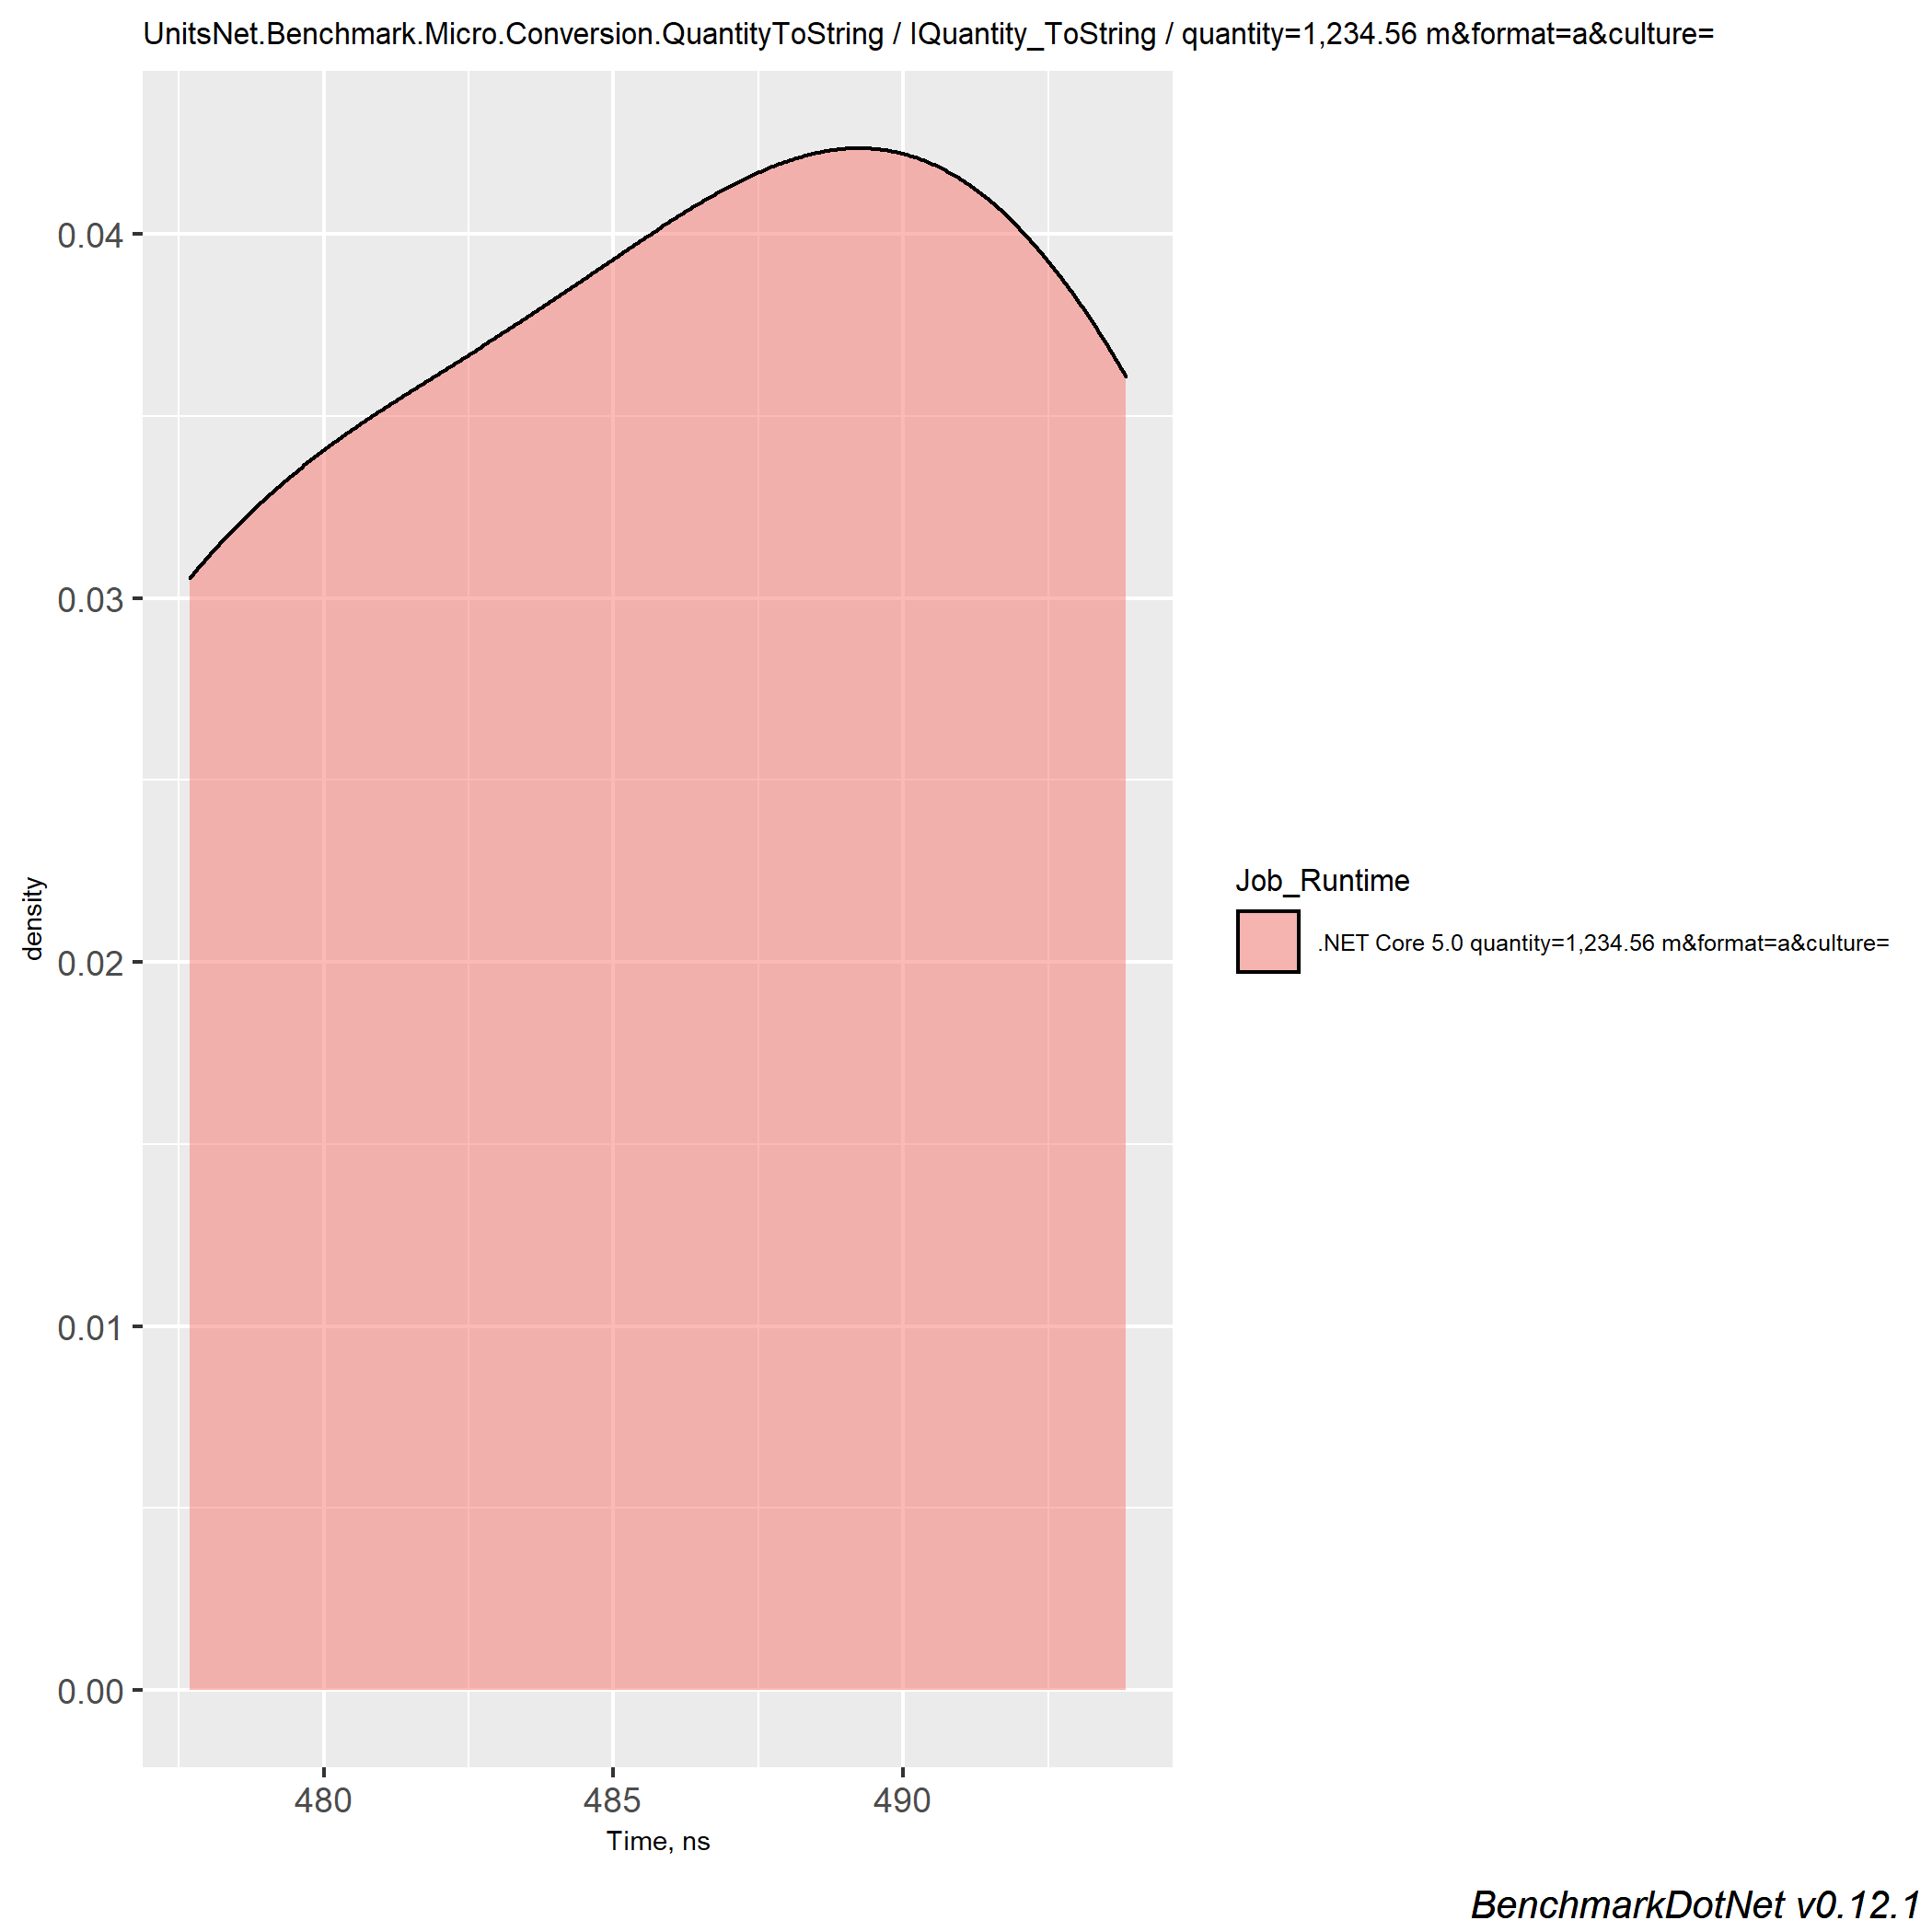 UnitsNet.Benchmark.Micro.Conversion.QuantityToString / IQuantity_ToString / quantity=1,234.56 m&format=a&culture=
0.04
0.03
0.02
0.01
0.00
density
480 485 490
Time, ns
Job_Runtime
.NET Core 5.0 quantity=1,234.56 m&format=a&culture=
BenchmarkDotNet v0.12.1